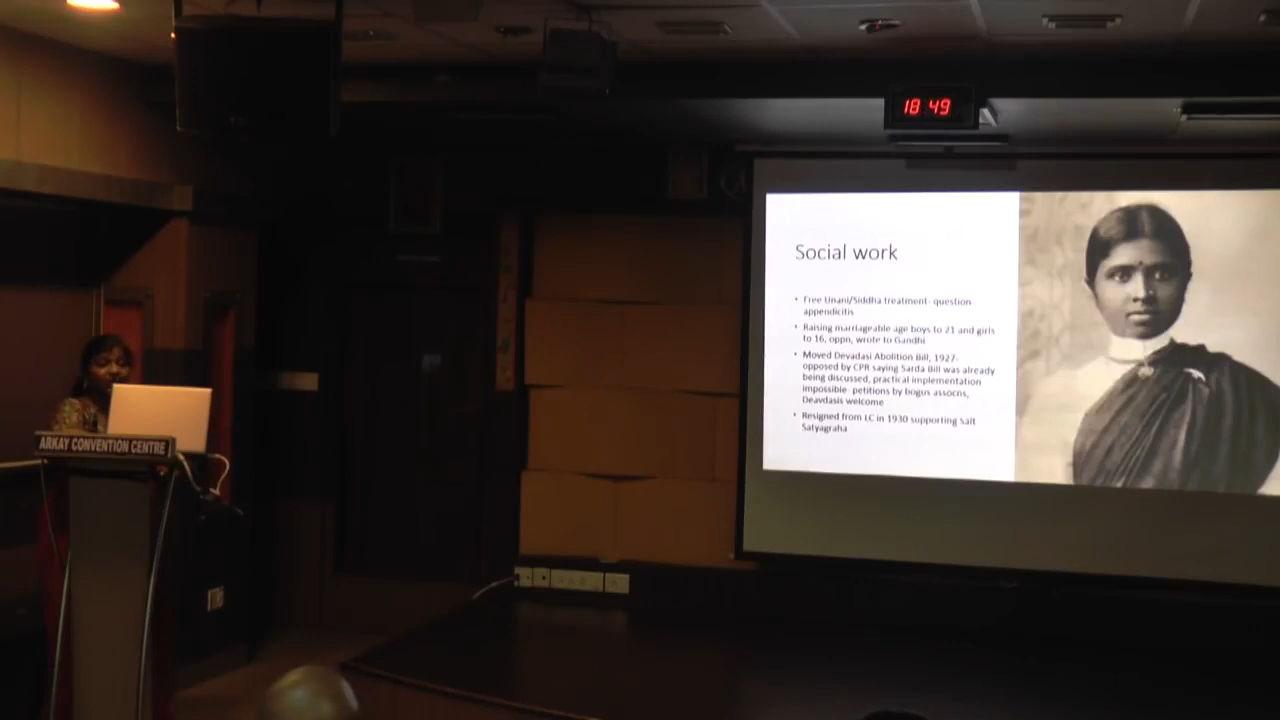 18 49
Social work
• Free Unani/Siddha treatment- question
appendicitis
• Raising marriageable age boys to 21 and girls
to 16, oppn, wrote to Gandhi
• Moved Devadasi Abolition Bill, 1927-
opposed by CPR saying Sarda Bill was already
being discussed, practical implementation
impossible- petitions by bogus assocns,
Deavdasis welcome
• Resigned from LC in 1930 supporting Salt
Satyagraha
ARKAY CONVENTION CENTRE